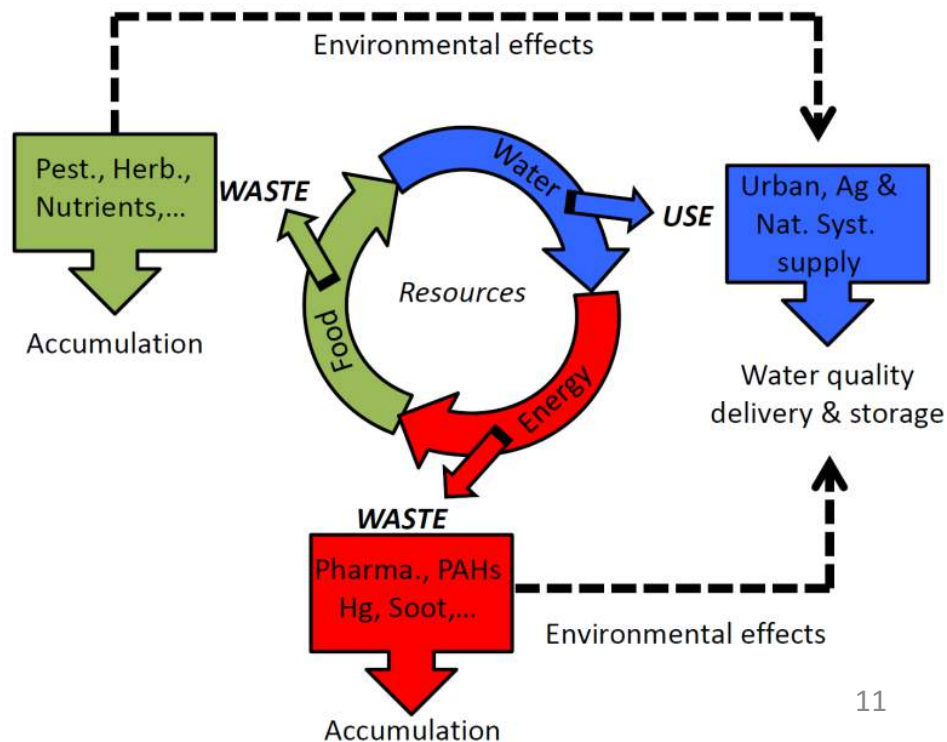 Environmental effects
Pest., Herb.,
Nutrients,...
WASTE
Accumulation
Water
USE
Urban, Ag &
Nat. Syst.
supply
Resources
Food
Energy
Water quality
delivery & storage
WASTE
Pharma., PAHs
Hg, Soot,...
Environmental effects
Accumulation
11